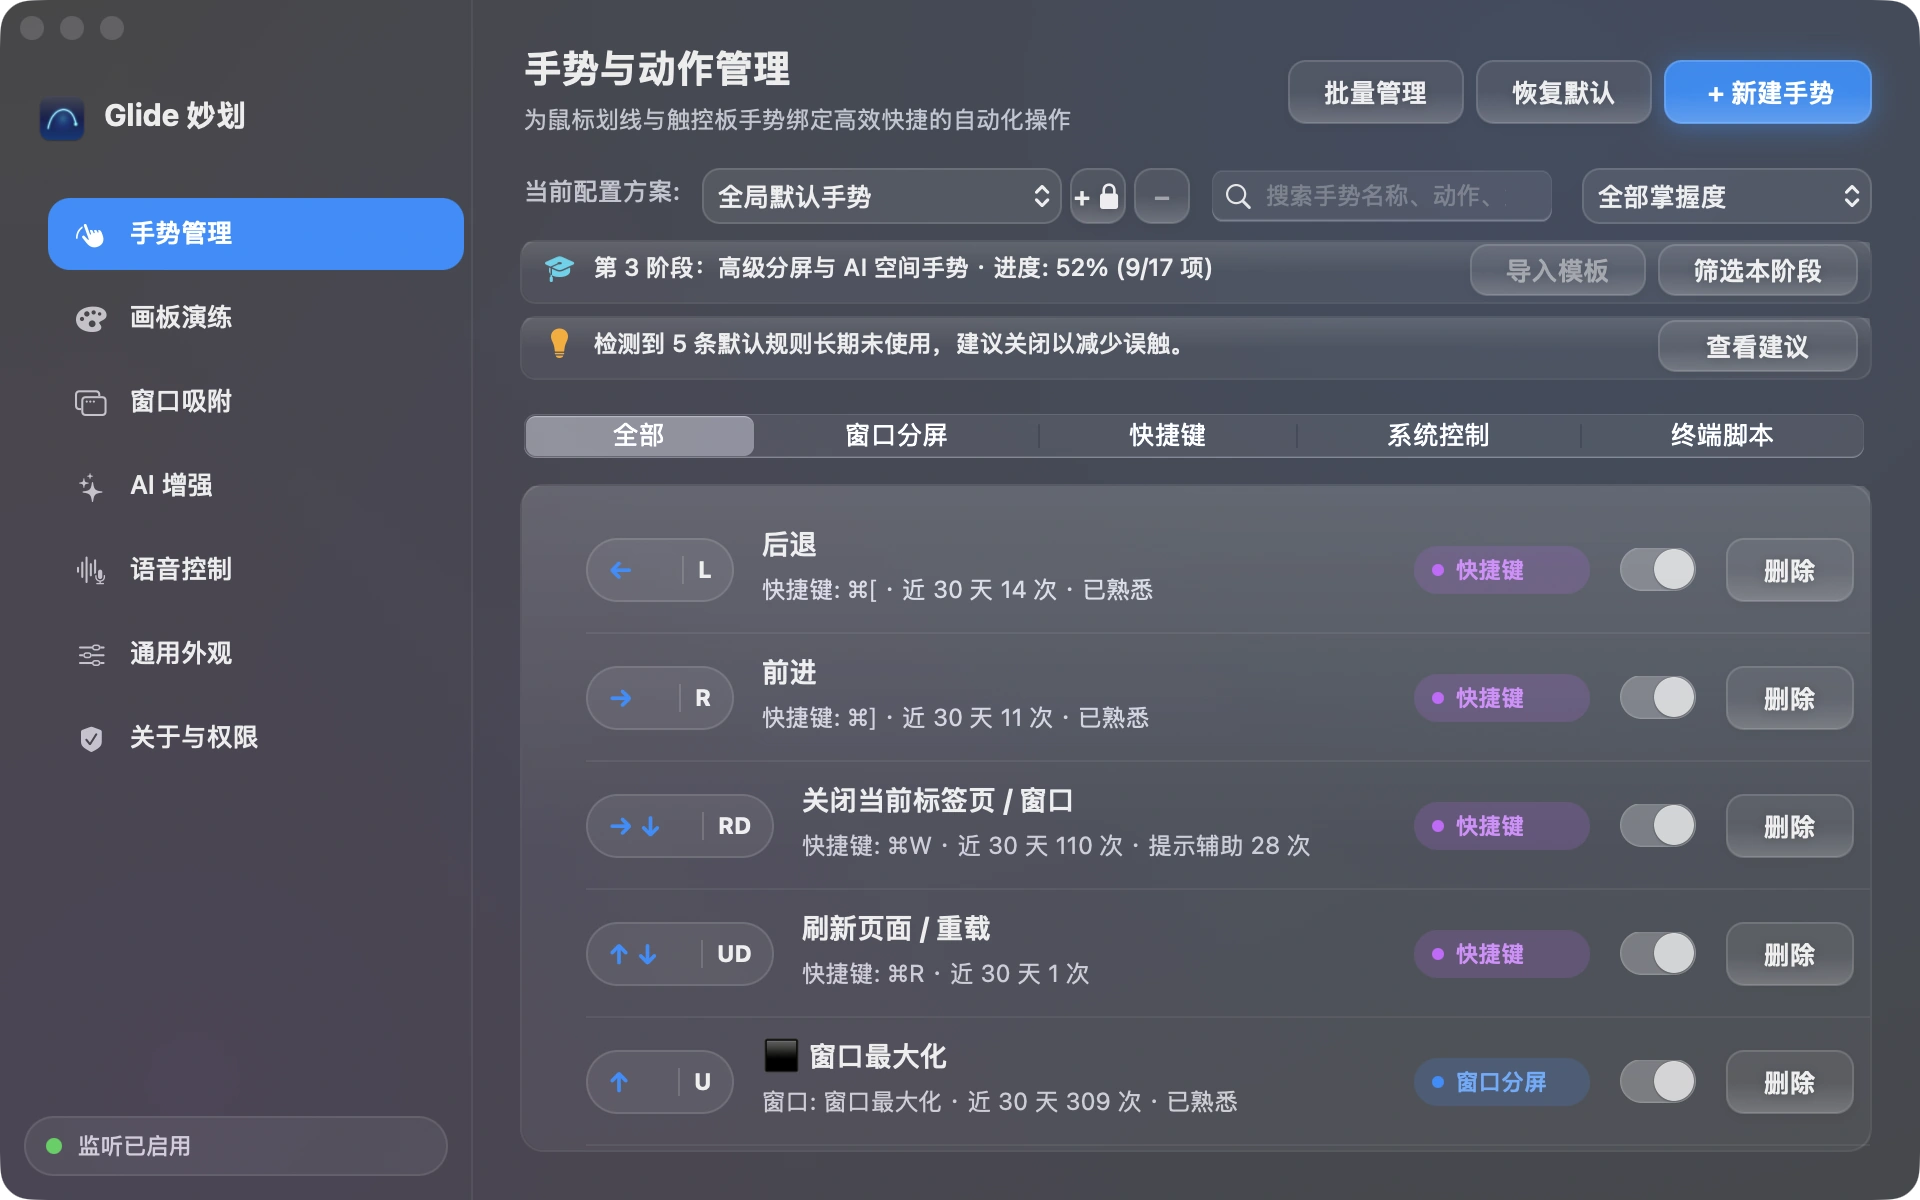 Glide 妙划
手势管理
画板演练
窗口吸附
AI 增强
语音控制
通用外观
关于与权限
监听已启用
手势与动作管理
为鼠标划线与触控板手势绑定高效快捷的自动化操作
批量管理
恢复默认
+ 新建手势
当前配置方案:
全局默认手势
+
−
搜索手势名称、动作、
全部掌握度
第 3 阶段：高级分屏与 AI 空间手势 · 进度: 52% (9/17 项)
导入模板
筛选本阶段
检测到 5 条默认规则长期未使用，建议关闭以减少误触。
查看建议
全部
窗口分屏
快捷键
系统控制
终端脚本
← L
后退
快捷键: ⌘[ · 近 30 天 14 次 · 已熟悉
快捷键
删除
→ R
前进
快捷键: ⌘] · 近 30 天 11 次 · 已熟悉
快捷键
删除
→ ↓ RD
关闭当前标签页 / 窗口
快捷键: ⌘W · 近 30 天 110 次 · 提示辅助 28 次
快捷键
删除
↑ ↓ UD
刷新页面 / 重载
快捷键: ⌘R · 近 30 天 1 次
快捷键
删除
↑ U
窗口最大化
窗口: 窗口最大化 · 近 30 天 309 次 · 已熟悉
窗口分屏
删除